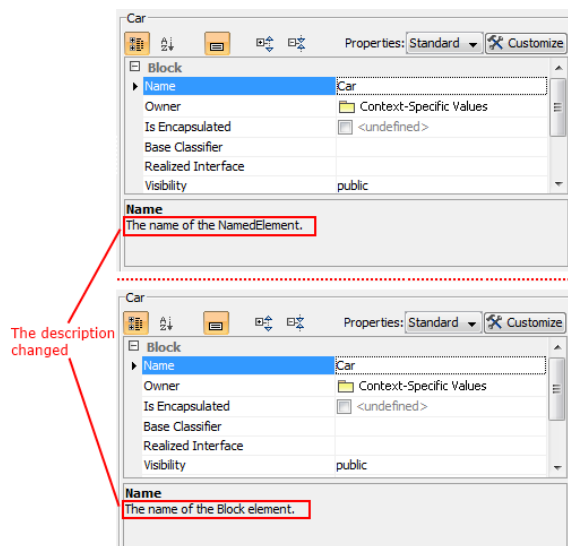 Car
Properties: Standard Customize
Block
Name Car
Owner Context-Specific Values
Is Encapsulated <undefined>
Base Classifier
Realized Interface
Visibility public
Name
The name of the NamedElement.
The description
changed
Car
Properties: Standard Customize
Block
Name Car
Owner Context-Specific Values
Is Encapsulated <undefined>
Base Classifier
Realized Interface
Visibility public
Name
The name of the Block element.